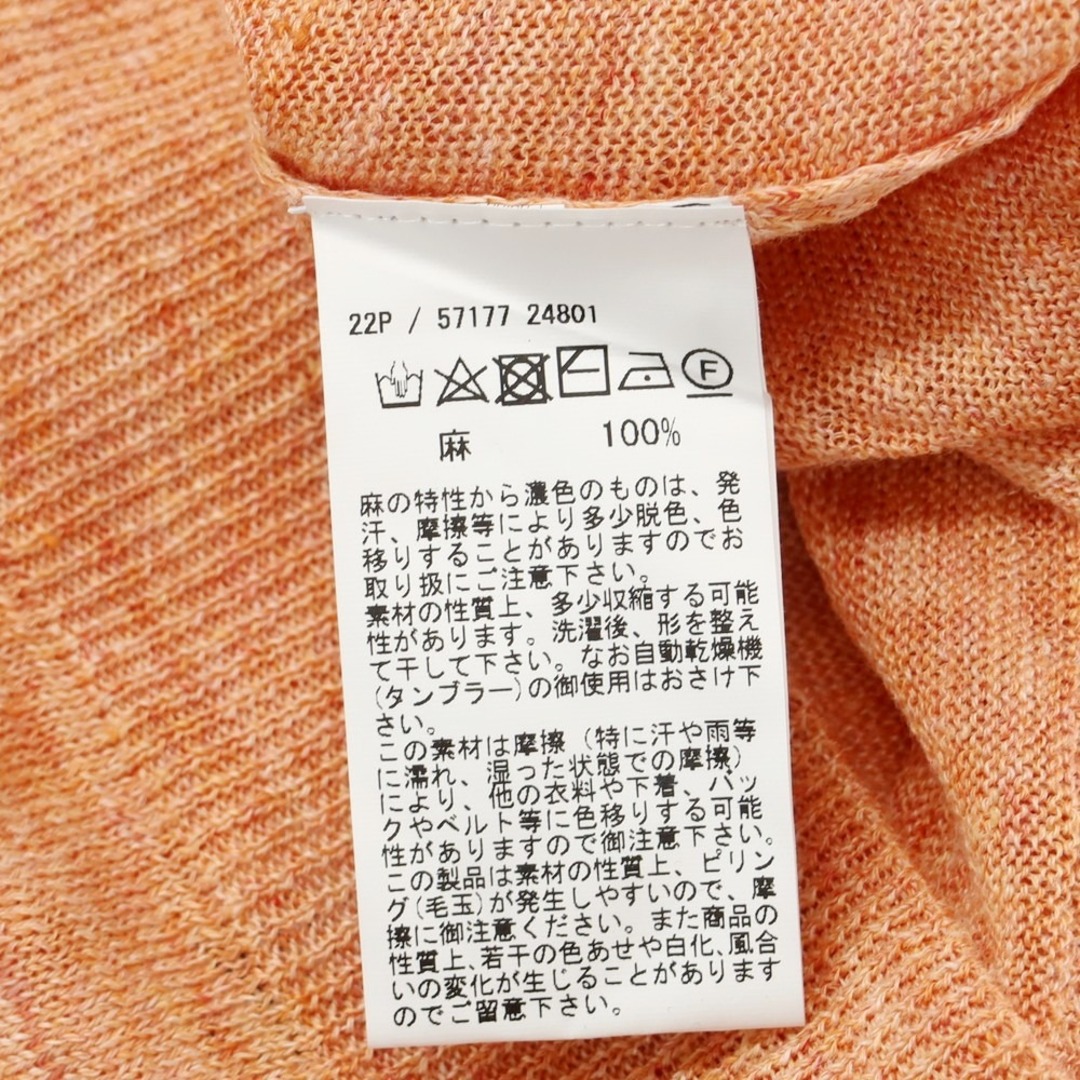 22P / 57177 24801
F
麻 100%
麻の特性から濃色のものは、発
汗、摩擦等により多少脱色、色
移りすることがありますのでお
取り扱にご注意下さい。
素材の性質上、多少収縮する可能
性があります。洗濯後、形を整え
て干して下さい。なお自動乾燥機
(タンブラー)の御使用はおさけ下
さい。
この素材は摩擦(特に汗や雨等
に濡れ、湿った状態での摩擦)
により、他の衣料や下着、バッ
クやベルト等に色移りする可能
性がありますので御注意下さい。
この製品は素材の性質上、ピリン
グ(毛玉)が発生しやすいので、摩
擦に御注意ください。また商品の
性質上、若干の色あせや白化、風合
いの変化が生じることがあります
のでご留意下さい。